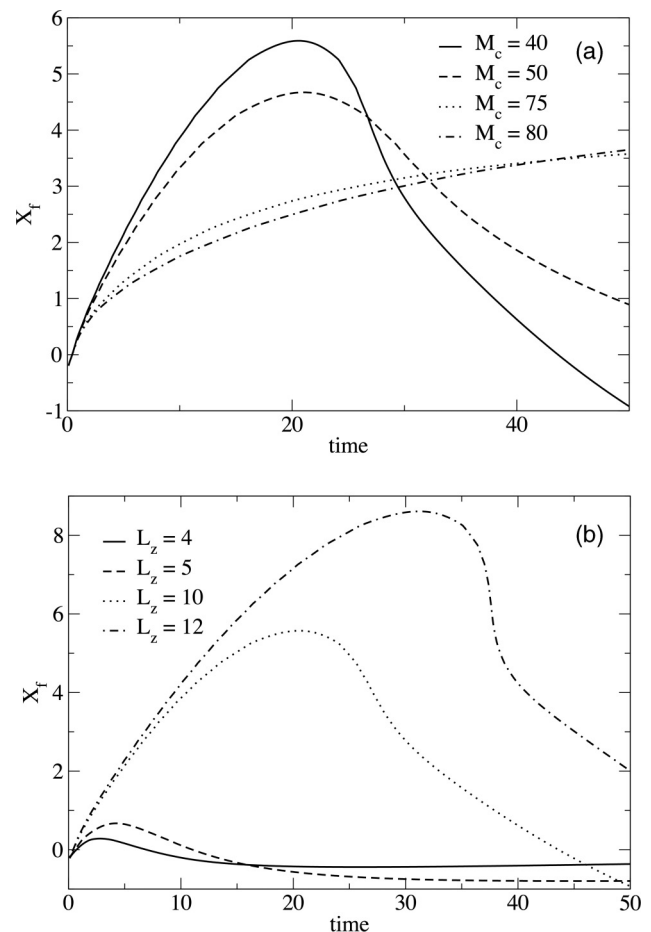 6
5
4
3
2
1
0
-1
X_f
M_c = 40
M_c = 50
M_c = 75
M_c = 80
(a)
0
20
40
time
8
6
4
2
0
X_f
L_z = 4
L_z = 5
L_z = 10
L_z = 12
(b)
0
10
20
30
40
50
time